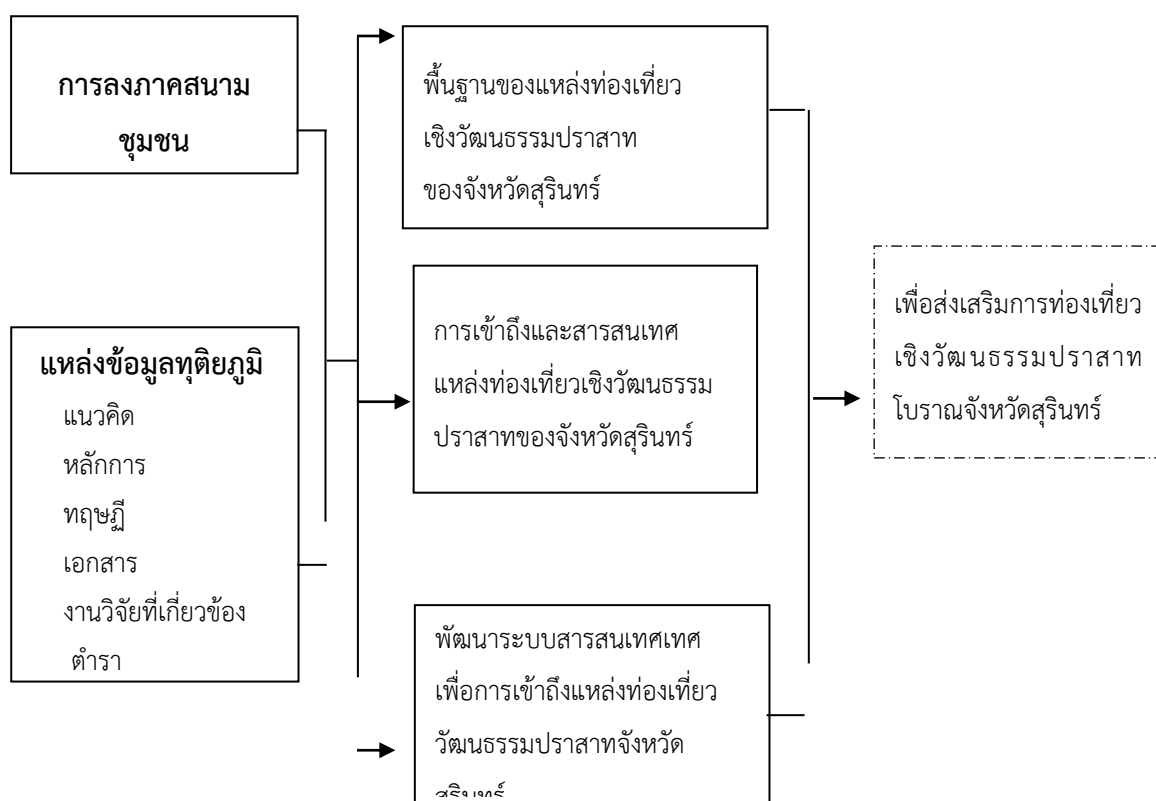 การลงภาคสนาม
ชุมชน
แหล่งข้อมูลทุติยภูมิ
แนวคิด
หลักการ
ทฤษฏี
เอกสาร
งานวิจัยที่เกี่ยวข้อง
ตำรา
พื้นฐานของแหล่งท่องเที่ยว
เชิงวัฒนธรรมปราสาท
ของจังหวัดสุรินทร์
การเข้าถึงและสารสนเทศ
แหล่งท่องเที่ยวเชิงวัฒนธรรม
ปราสาทของจังหวัดสุรินทร์
พัฒนาระบบสารสนเทศเทศ
เพื่อการเข้าถึงแหล่งท่องเที่ยว
วัฒนธรรมปราสาทจังหวัด
สุรินทร์
เพื่อส่งเสริมการท่องเที่ยว
เชิงวัฒนธรรมปราสาท
โบราณจังหวัดสุรินทร์